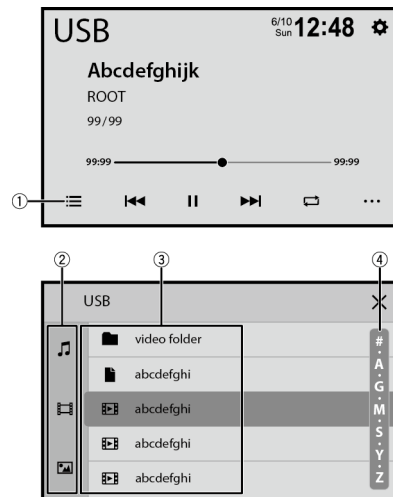 USB
6/10
Sun 12:48
Abcdefghijk
ROOT
99/99
99:99 99:99
①
② ③ ④
USB
video folder
abcdefghi
abcdefghi
abcdefghi
abcdefghi
#
A
G
M
S
Y
Z